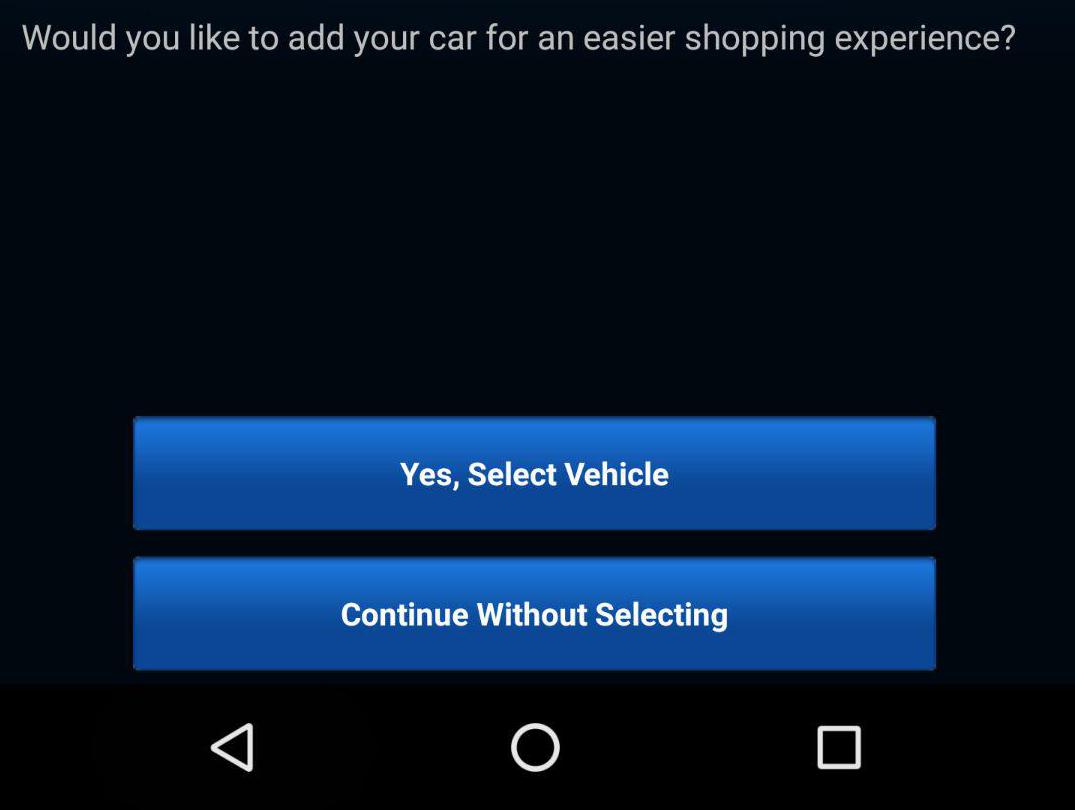 Would you like to add your car for an easier shopping experience?
Yes, Select Vehicle
Continue Without Selecting